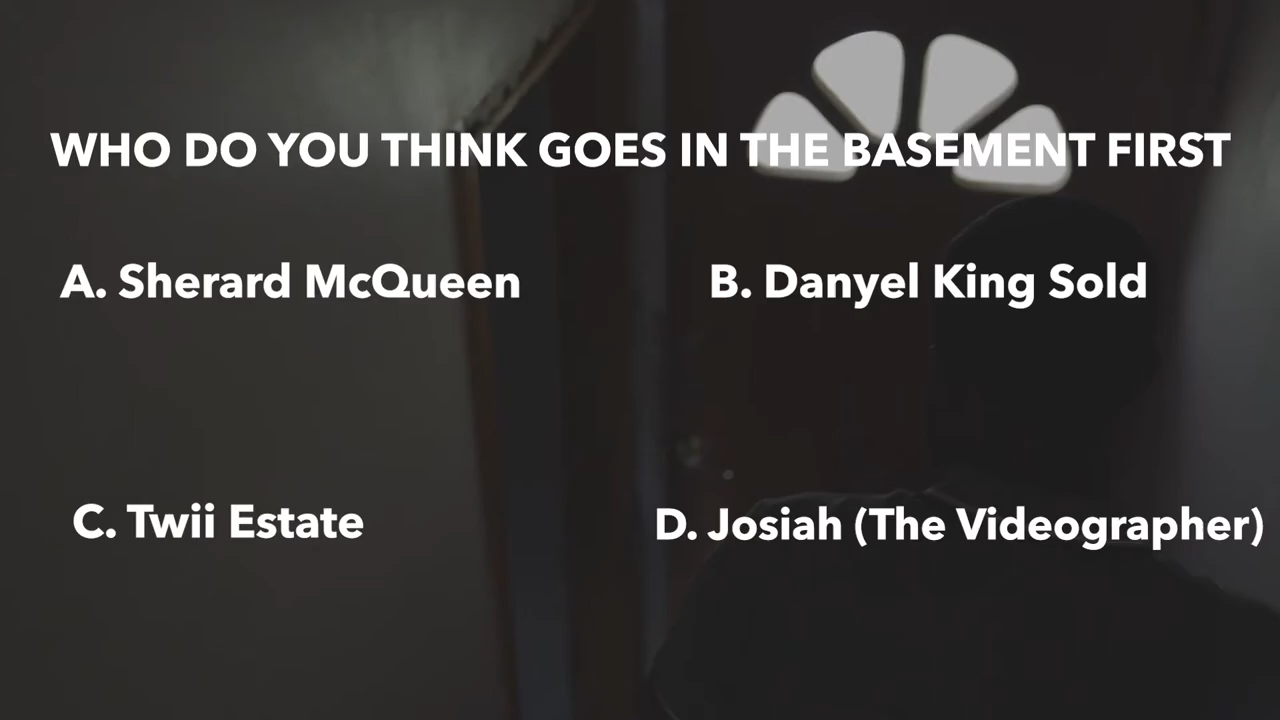 WHO DO YOU THINK GOES IN THE BASEMENT FIRST
A. Sherard McQueen
B. Danyel King Sold
C. Twii Estate
D. Josiah (The Videographer)